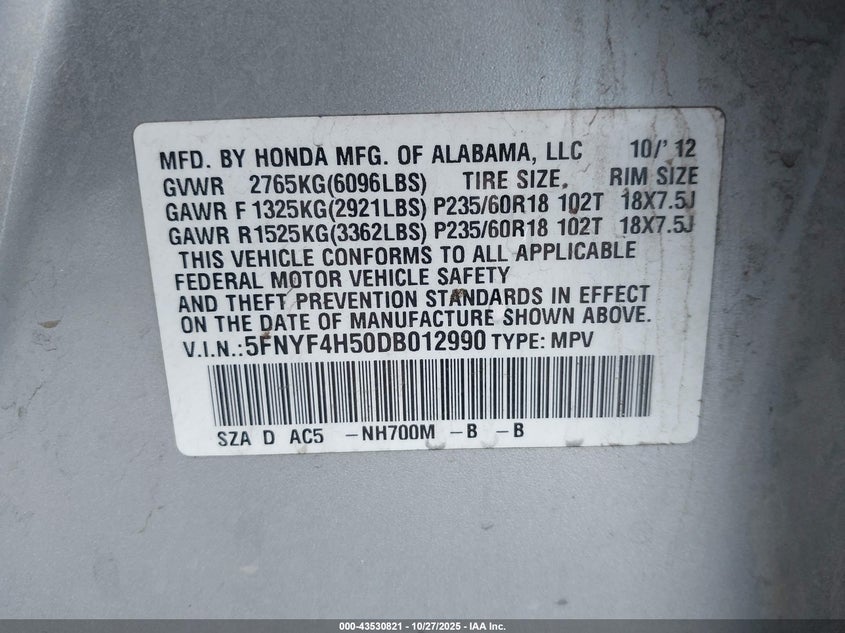 MFD. BY HONDA MFG. OF ALABAMA, LLC 10/' 12
GVWR 2765KG(6096LBS) TIRE SIZE, RIM SIZE
GAWR F1325KG(2921LBS) P235/60R18 102T 18X7.5J
GAWR R1525KG(3362LBS) P235/60R18 102T 18X7.5J
THIS VEHICLE CONFORMS TO ALL APPLICABLE
FEDERAL MOTOR VEHICLE SAFETY
AND THEFT PREVENTION STANDARDS IN EFFECT
ON THE DATE OF MANUFACTURE SHOWN ABOVE.
V.I.N.:5FNYF4H50DB012990 TYPE: MPV
SZA D AC5 -NH700M -B -B
000-43530821 - 10/27/2025 - IAA Inc.